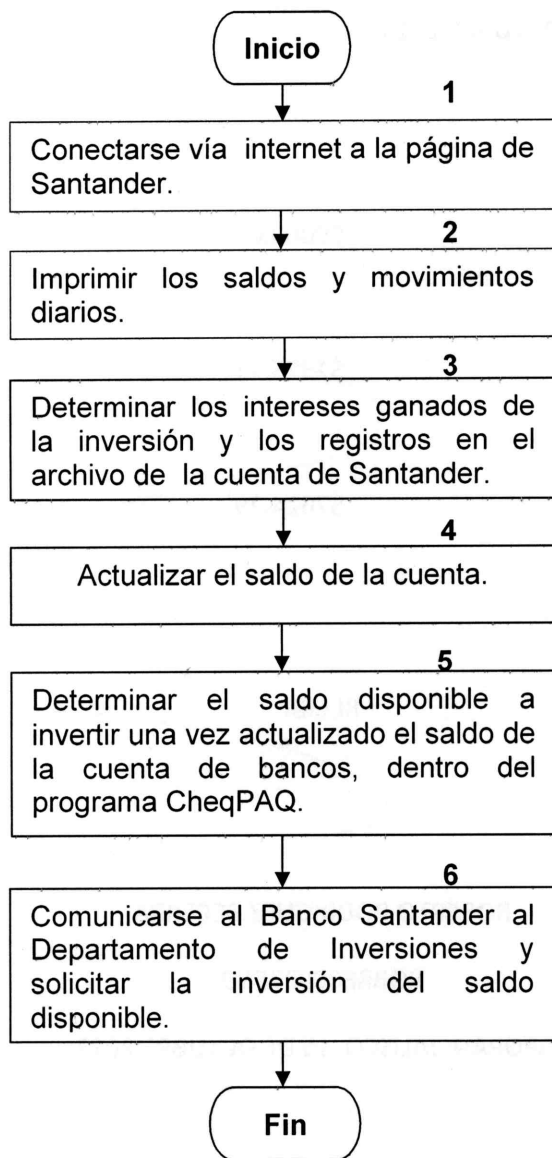 Inicio
1
Conectarse vía internet a la página de
Santander.
2
Imprimir los saldos y movimientos
diarios.
3
Determinar los intereses ganados de
la inversión y los registros en el
archivo de la cuenta de Santander.
4
Actualizar el saldo de la cuenta.
5
Determinar el saldo disponible a
invertir una vez actualizado el saldo de
la cuenta de bancos, dentro del
programa CheqPAQ.
6
Comunicarse al Banco Santander al
Departamento de Inversiones y
solicitar la inversión del saldo
disponible.
Fin